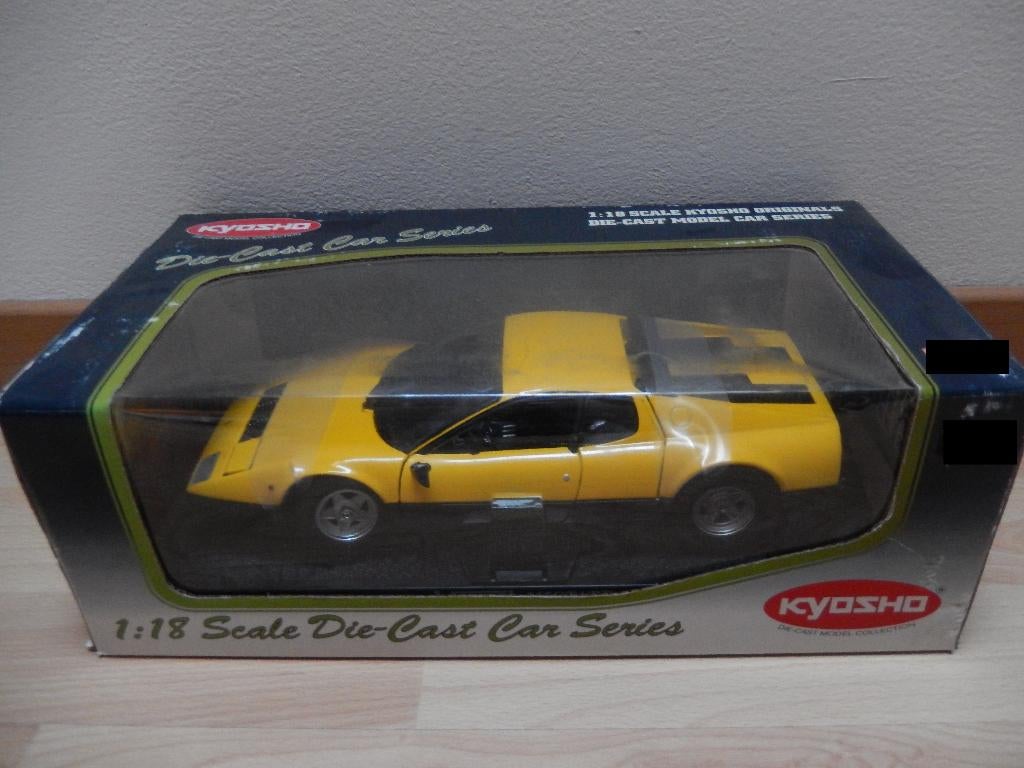 KYOSHO
Die-Cast Car Series
1:18 SCALE KYOSHO ORIGINALS
DIE-CAST MODEL CAR SERIES
1:18 Scale Die-Cast Car Series
KYOSHO
DIE-CAST MODEL COLLECTION